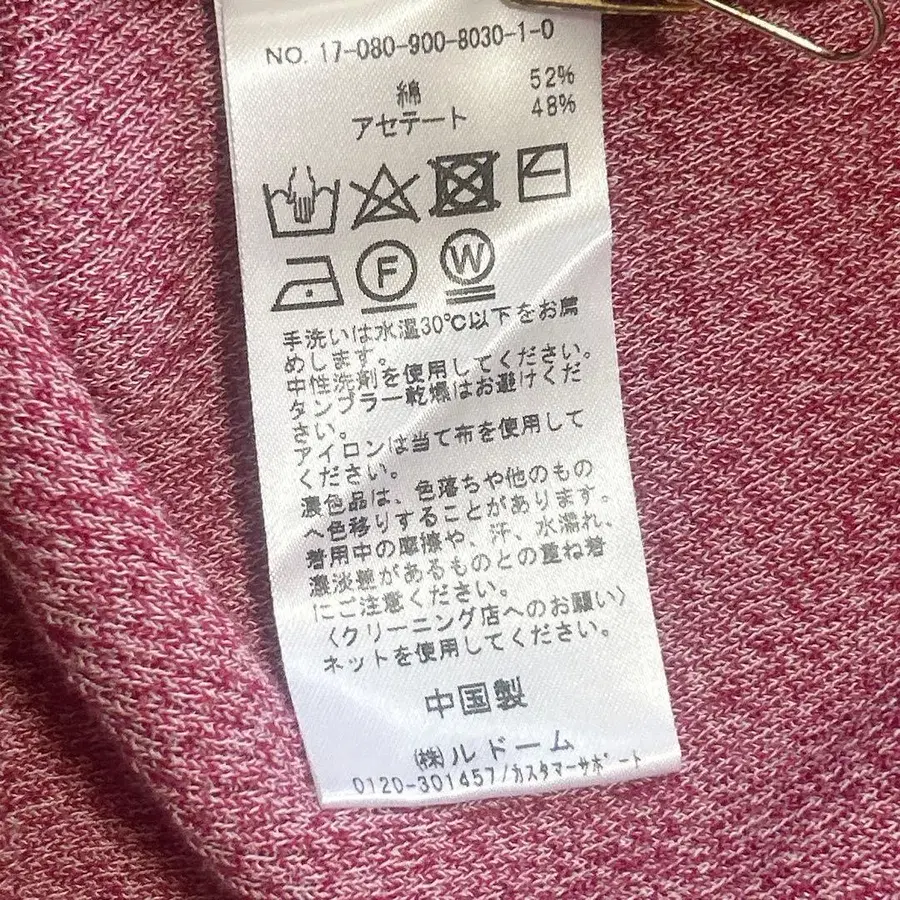 NO. 17-080-900-8030-1-0
綿 52%
アセテート 48%
F W
手洗いは水温30℃以下をお薦
めします。
中性洗剤を使用してください。
タンブラー乾燥はお避けくだ
さい。
アイロンは当て布を使用して
ください。
濃色品は、色落ちや他のもの
へ色移りすることがあります。
着用中の摩擦や、汗、水濡れ、
濃淡差があるものとの重ね着
にご注意ください。
〈クリーニング店へのお願い〉
ネットを使用してください。
中国製
㈱ルドーム
0120-301457/カスタマーサポート